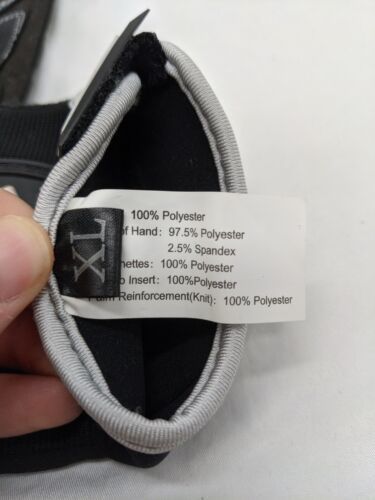 XL
100% Polyester
of Hand: 97.5% Polyester
2.5% Spandex
100% Polyester
Insert: 100%Polyester
Reinforcement(Knit): 100% Polyester